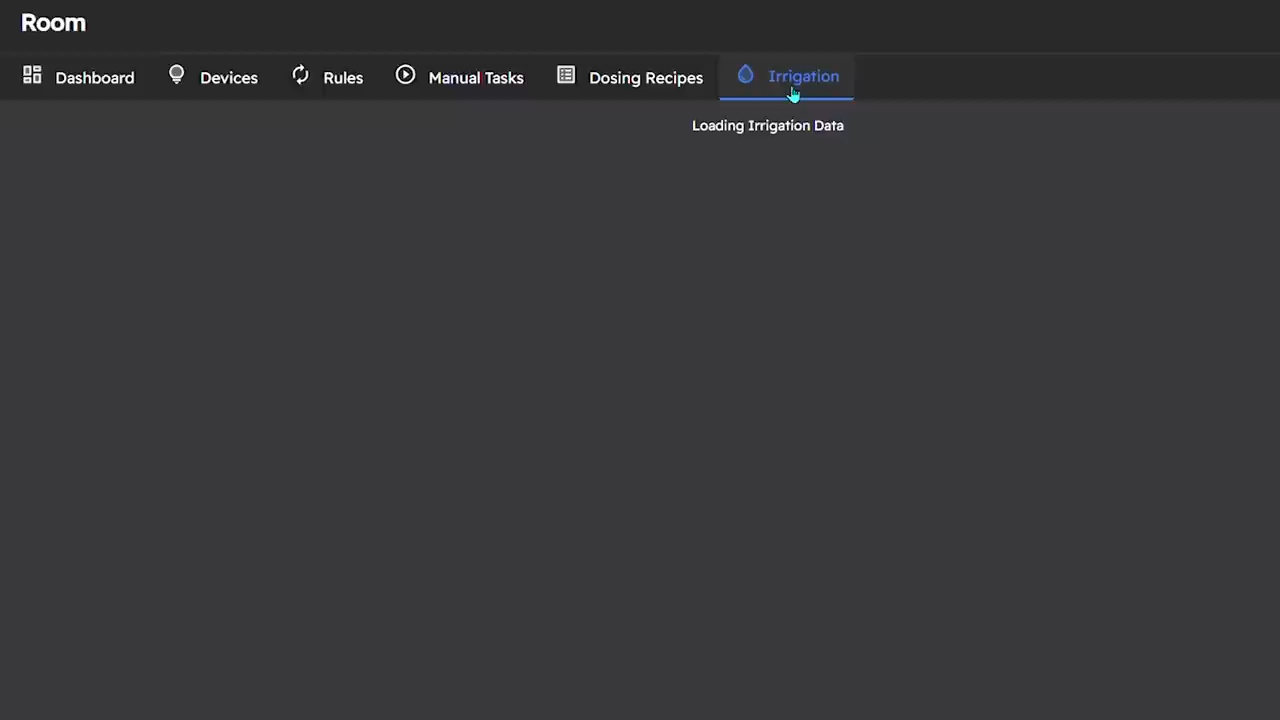 Room
Dashboard Devices Rules Manual Tasks Dosing Recipes Irrigation
Loading Irrigation Data